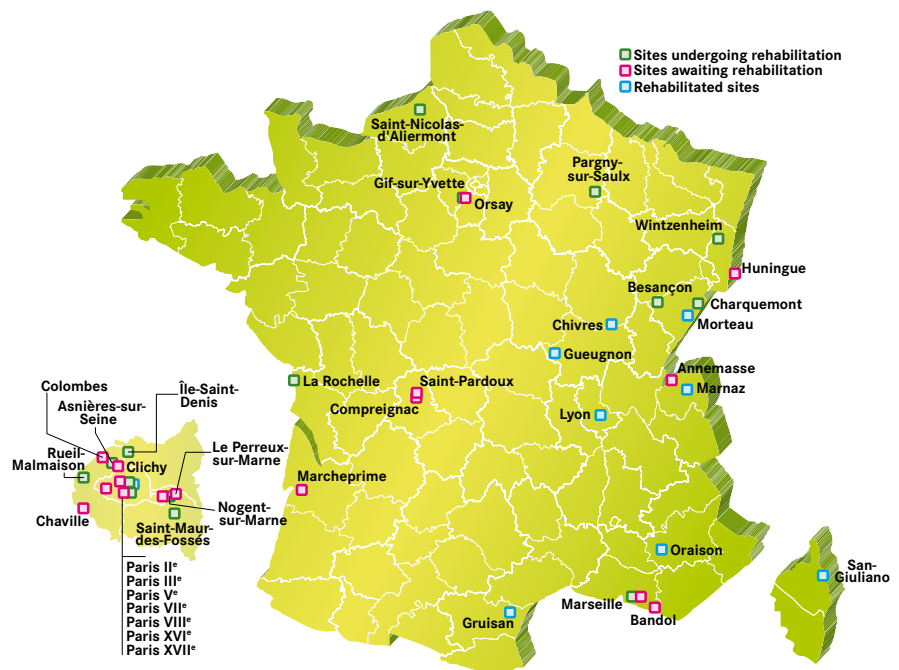 Sites undergoing rehabilitation
Sites awaiting rehabilitation
Rehabilitated sites
Saint-Nicolas-
d'Aliermont
Pargny-
sur-Saulx
Gif-sur-Yvette
Orsay
Wintzenheim
Huningue
Besançon
Charquemont
Morteau
Chivres
Gueugnon
Annemasse
Marnaz
La Rochelle
Saint-Pardoux
Compreignac
Lyon
Colombes
Île-Saint-
Denis
Asnières-sur-
Seine
Rueil-
Malmaison
Clichy
Le Perreux-
sur-Marne
Marcheprime
Chaville
Nogent-
sur-Marne
Saint-Maur-
des-Fossés
Paris IIᵉ
Paris IIIᵉ
Paris Vᵉ
Paris VIIᵉ
Paris VIIIᵉ
Paris XVIᵉ
Paris XVIIᵉ
Oraison
San-
Giuliano
Marseille
Bandol
Gruisan